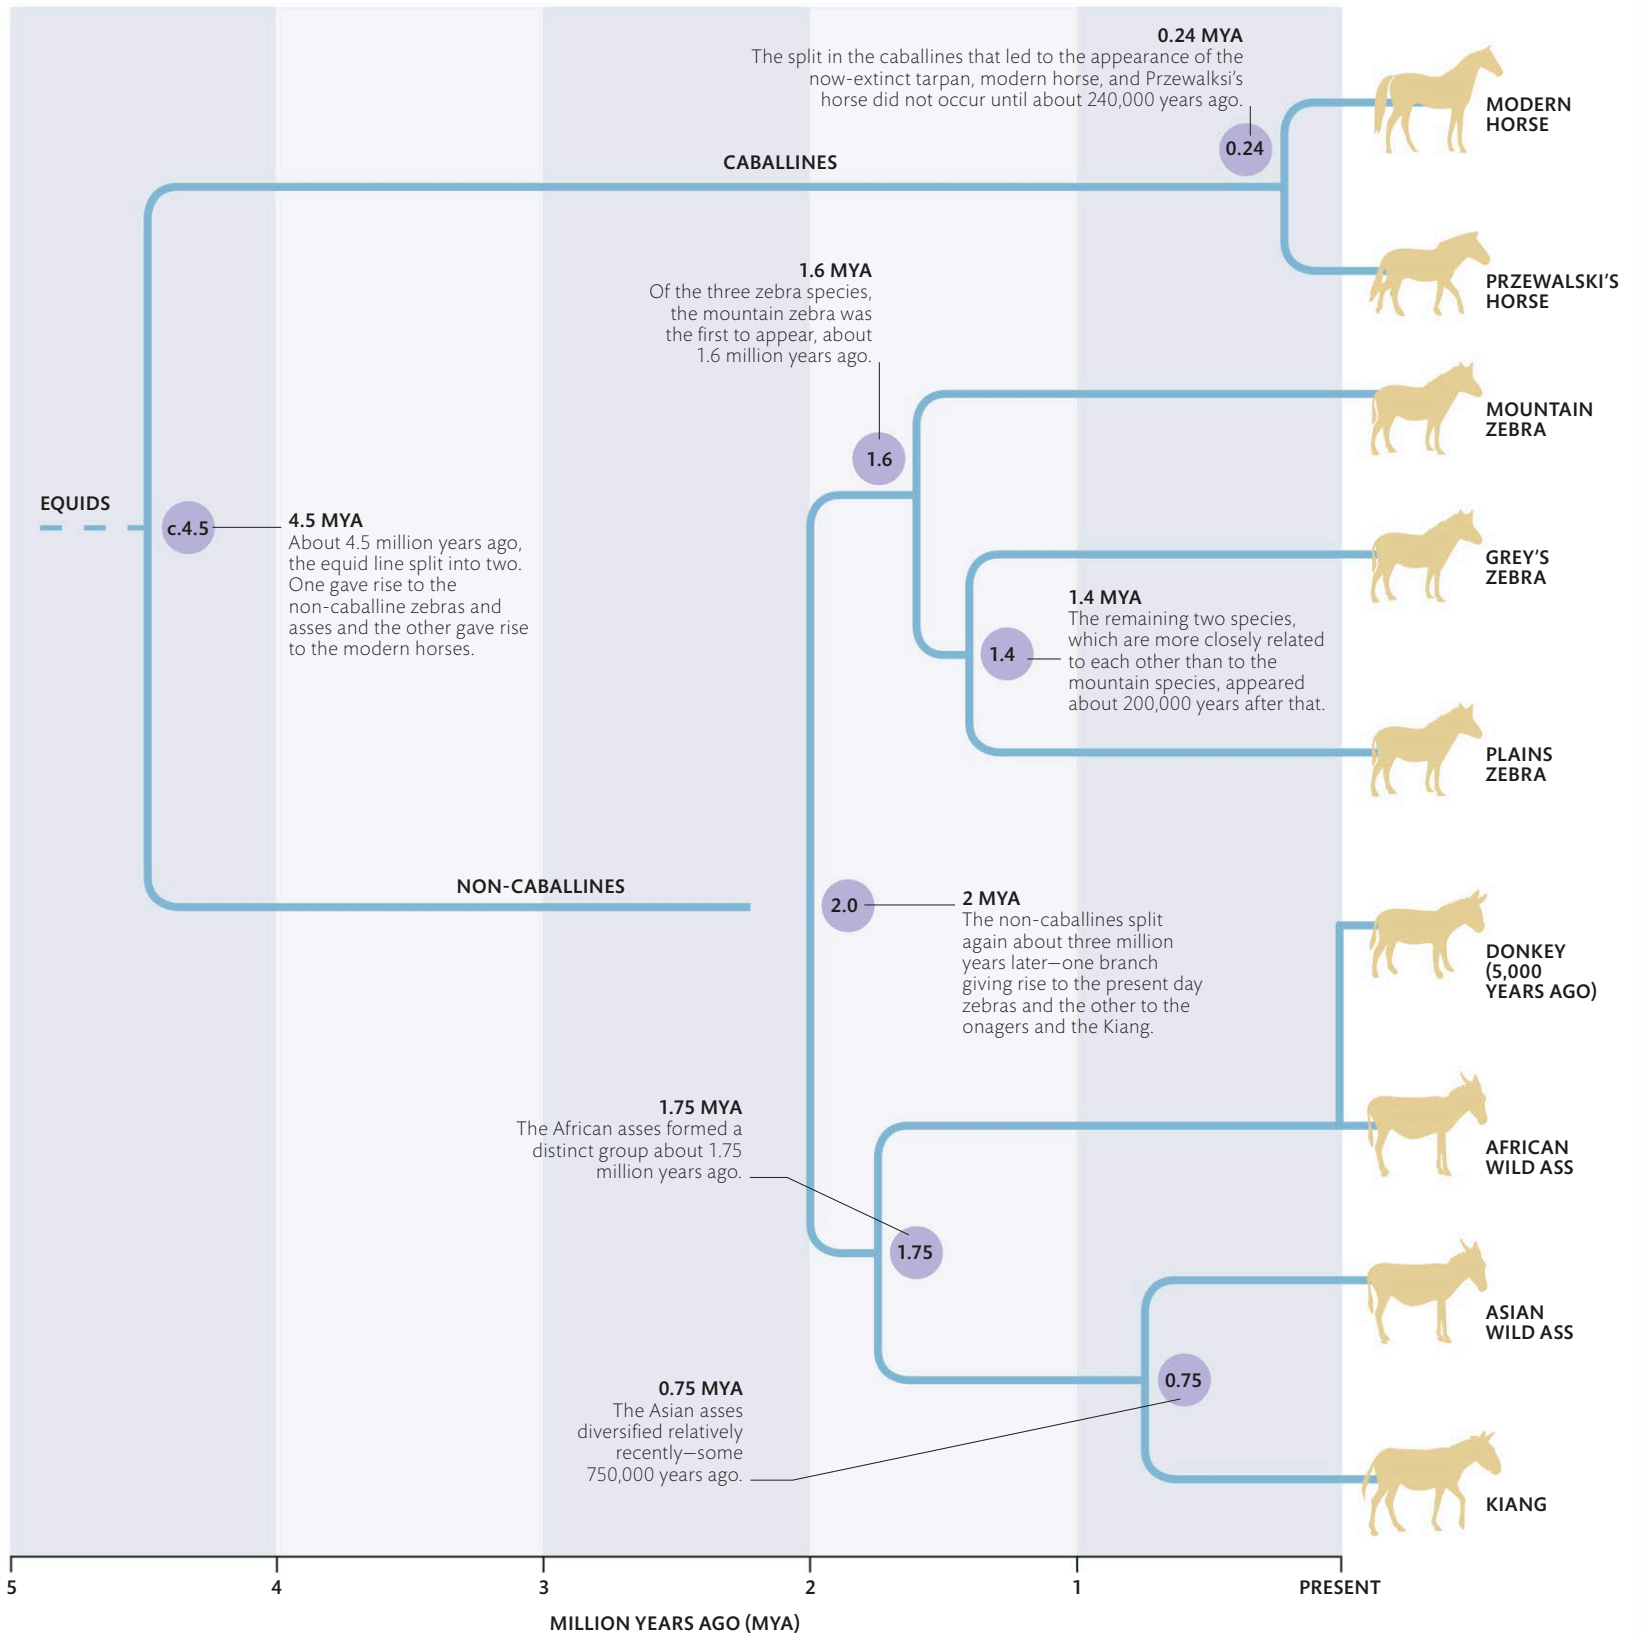 0.24 MYA
The split in the caballines that led to the appearance of the
now-extinct tarpan, modern horse, and Przewalksi's
horse did not occur until about 240,000 years ago.
0.24
MODERN
HORSE
CABALLINES
PRZEWALSKI'S
HORSE
1.6 MYA
Of the three zebra species,
the mountain zebra was
the first to appear, about
1.6 million years ago.
1.6
MOUNTAIN
ZEBRA
EQUIDS
c.4.5
4.5 MYA
About 4.5 million years ago,
the equid line split into two.
One gave rise to the
non-caballine zebras and
asses and the other gave rise
to the modern horses.
GREY'S
ZEBRA
1.4 MYA
The remaining two species,
which are more closely related
to each other than to the
mountain species, appeared
about 200,000 years after that.
1.4
PLAINS
ZEBRA
NON-CABALLINES
2.0
2 MYA
The non-caballines split
again about three million
years later—one branch
giving rise to the present day
zebras and the other to the
onagers and the Kiang.
DONKEY
(5,000
YEARS AGO)
1.75 MYA
The African asses formed a
distinct group about 1.75
million years ago.
1.75
AFRICAN
WILD ASS
ASIAN
WILD ASS
0.75 MYA
The Asian asses
diversified relatively
recently—some
750,000 years ago.
0.75
KIANG
5 4 3 2 1 PRESENT
MILLION YEARS AGO (MYA)